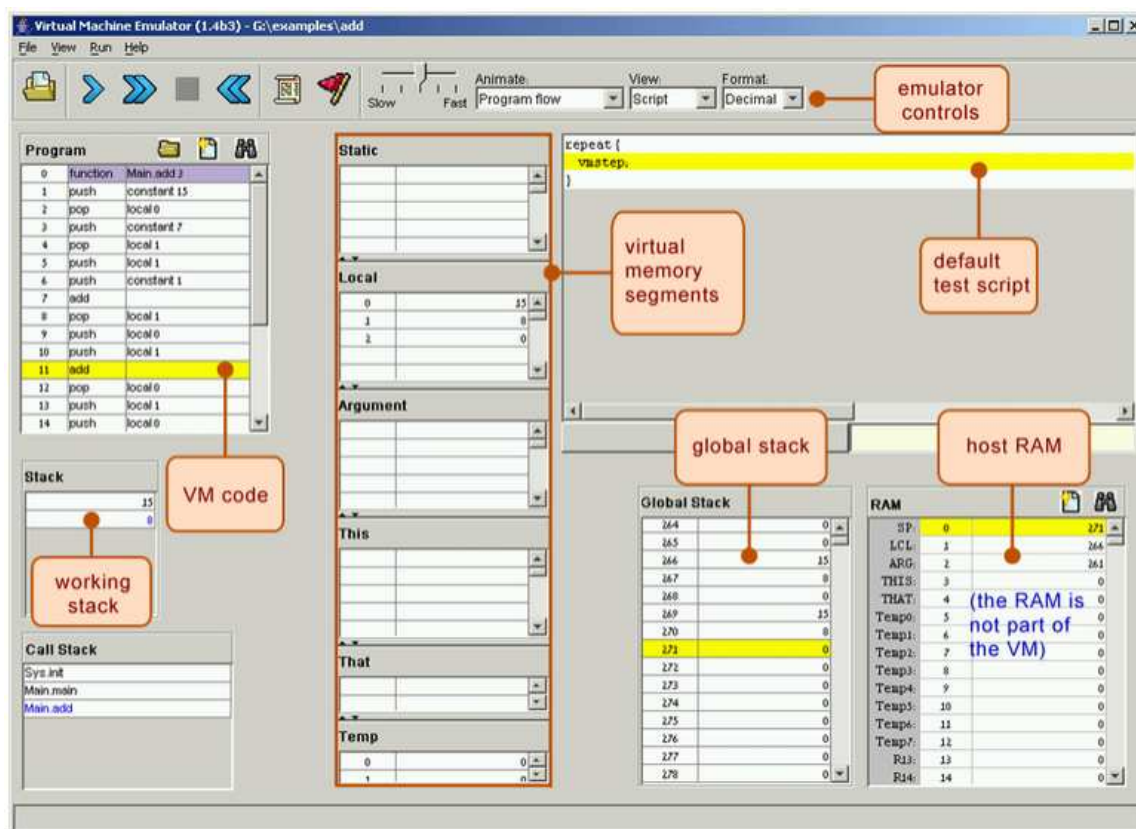 Virtual Machine Emulator (1.4b3) - G:\examples\add
File View Run Help
Slow Fast
Animate:
Program flow
View:
Script
Format:
Decimal
emulator
controls
Program
0 function Main.add 3
1 push constant 15
2 pop local 0
3 push constant 7
4 pop local 1
5 push local 1
6 push constant 1
7 add
8 pop local 1
9 push local 0
10 push local 1
11 add
12 pop local 0
13 push local 1
14 push local 0
VM code
Stack
15
8
working
stack
Call Stack
Sys.init
Main.main
Main.add
Static
Local
0 15
1 8
2 0
Argument
This
That
Temp
0 0
1 0
virtual
memory
segments
repeat {
vmstep;
}
default
test script
global stack
host RAM
Global Stack
264 0
265 0
266 15
267 8
268 0
269 15
270 8
271 0
272 0
273 0
274 0
275 0
276 0
277 0
278 0
RAM
SP: 0 271
LCL: 1 266
ARG: 2 261
THIS: 3 0
THAT: 4 0
Temp0: 5 0
Temp1: 6 0
Temp2: 7 0
Temp3: 8 0
Temp4: 9 0
Temp5: 10 0
Temp6: 11 0
Temp7: 12 0
R13: 13 0
R14: 14 0
(the RAM is
not part of
the VM)